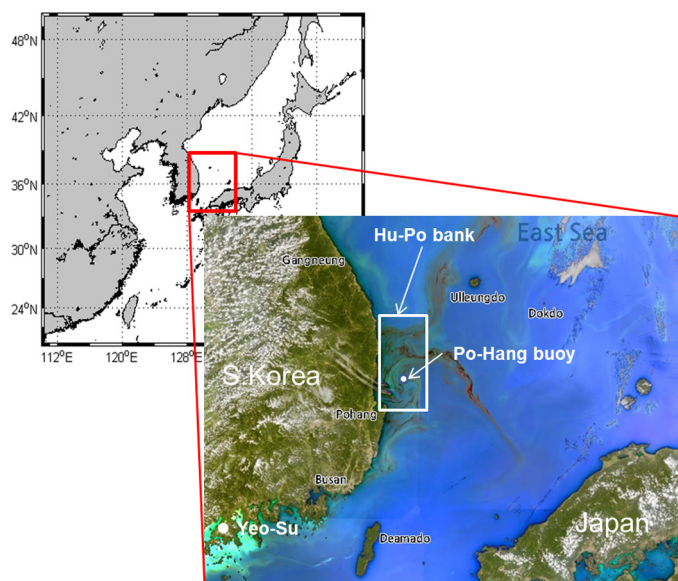 48°N
42°N
36°N
30°N
24°N
112°E
120°E
128°E
Hu-Po bank
East Sea
Gangneung
Ulleungdo
Dokdo
Po-Hang buoy
S.Korea
Pohang
Busan
Yeo-Su
Deamado
Japan